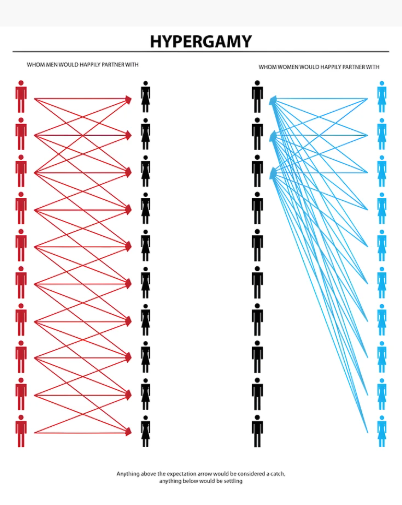 HYPERGAMY
WHOM MEN WOULD HAPPILY PARTNER WITH
WHOM WOMEN WOULD HAPPILY PARTNER WITH
Anything above the expectation arrow would be considered a catch,
anything below would be settling